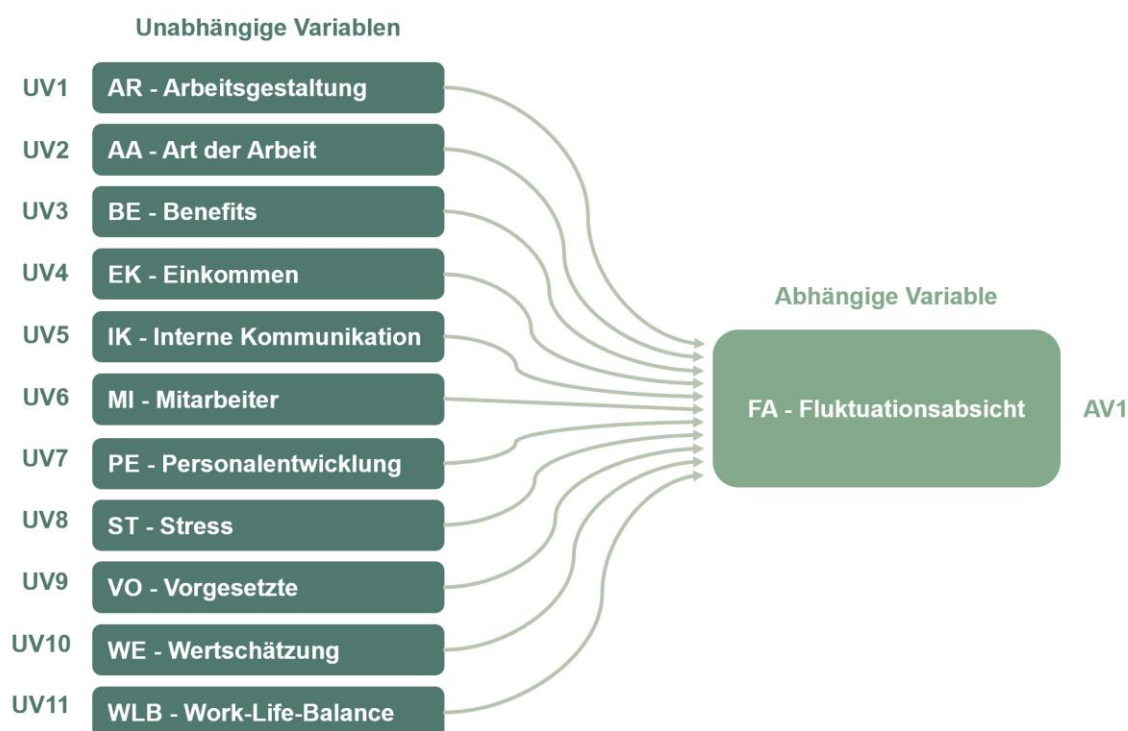 Unabhängige Variablen
UV1 AR - Arbeitsgestaltung
UV2 AA - Art der Arbeit
UV3 BE - Benefits
UV4 EK - Einkommen
Abhängige Variable
UV5 IK - Interne Kommunikation
UV6 MI - Mitarbeiter
FA - Fluktuationsabsicht AV1
UV7 PE - Personalentwicklung
UV8 ST - Stress
UV9 VO - Vorgesetzte
UV10 WE - Wertschätzung
UV11 WLB - Work-Life-Balance